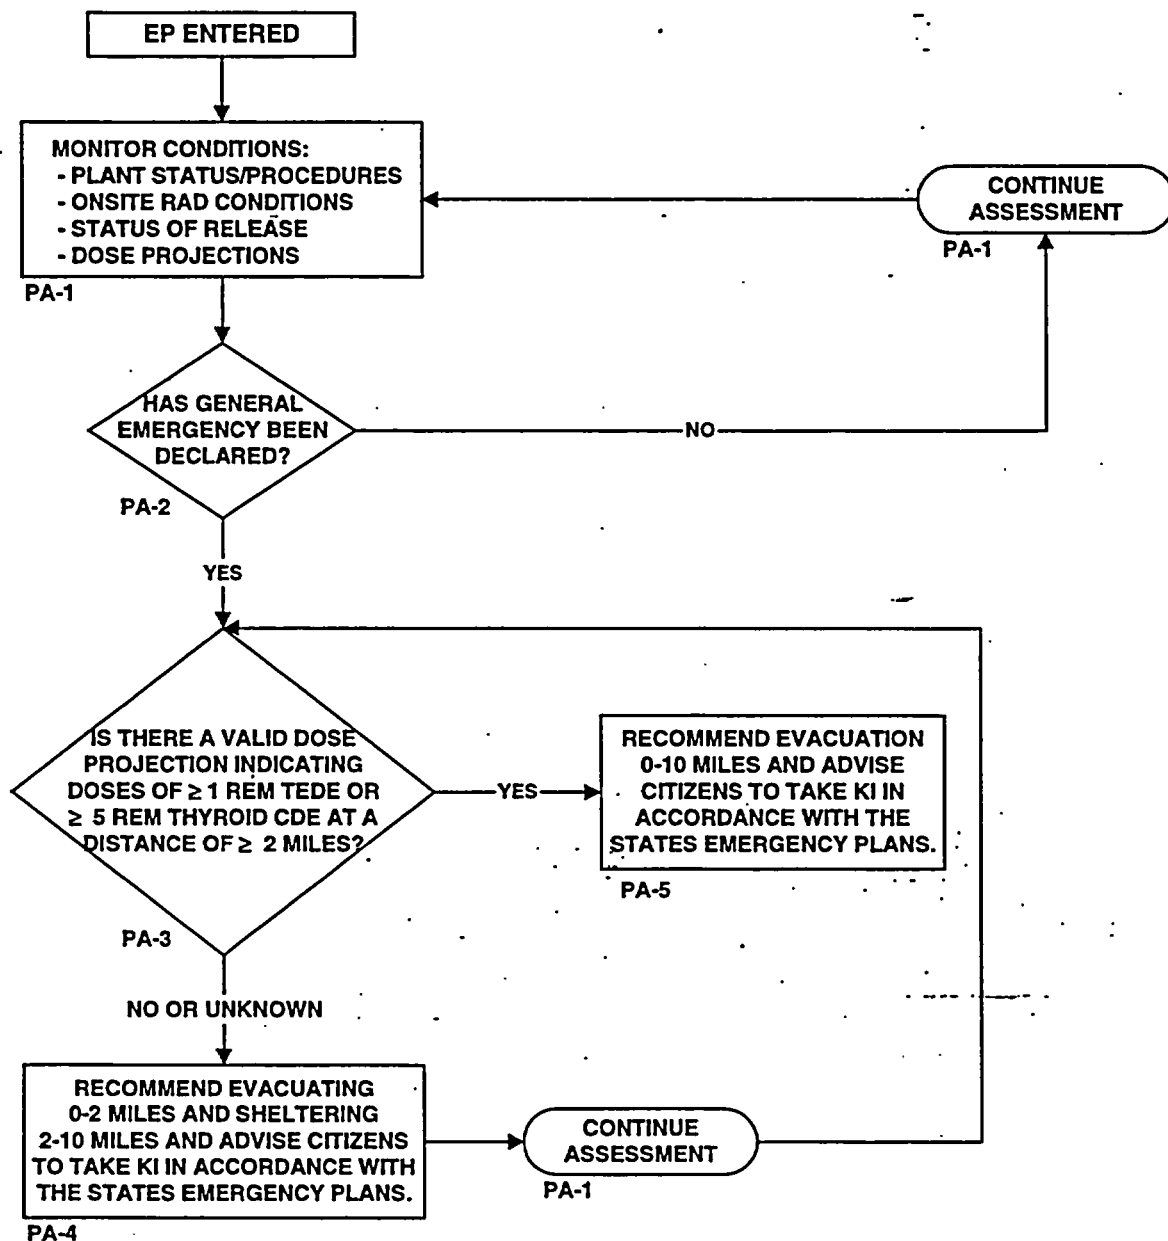 EP ENTERED
MONITOR CONDITIONS:
- PLANT STATUS/PROCEDURES
- ONSITE RAD CONDITIONS
- STATUS OF RELEASE
- DOSE PROJECTIONS
PA-1
CONTINUE
ASSESSMENT
PA-1
HAS GENERAL
EMERGENCY BEEN
DECLARED?
PA-2
NO
YES
IS THERE A VALID DOSE
PROJECTION INDICATING
DOSES OF ≥ 1 REM TEDE OR
≥ 5 REM THYROID CDE AT A
DISTANCE OF ≥ 2 MILES?
PA-3
YES
RECOMMEND EVACUATION
0-10 MILES AND ADVISE
CITIZENS TO TAKE KI IN
ACCORDANCE WITH THE
STATES EMERGENCY PLANS.
PA-5
NO OR UNKNOWN
RECOMMEND EVACUATING
0-2 MILES AND SHELTERING
2-10 MILES AND ADVISE CITIZENS
TO TAKE KI IN ACCORDANCE WITH
THE STATES EMERGENCY PLANS.
PA-4
CONTINUE
ASSESSMENT
PA-1